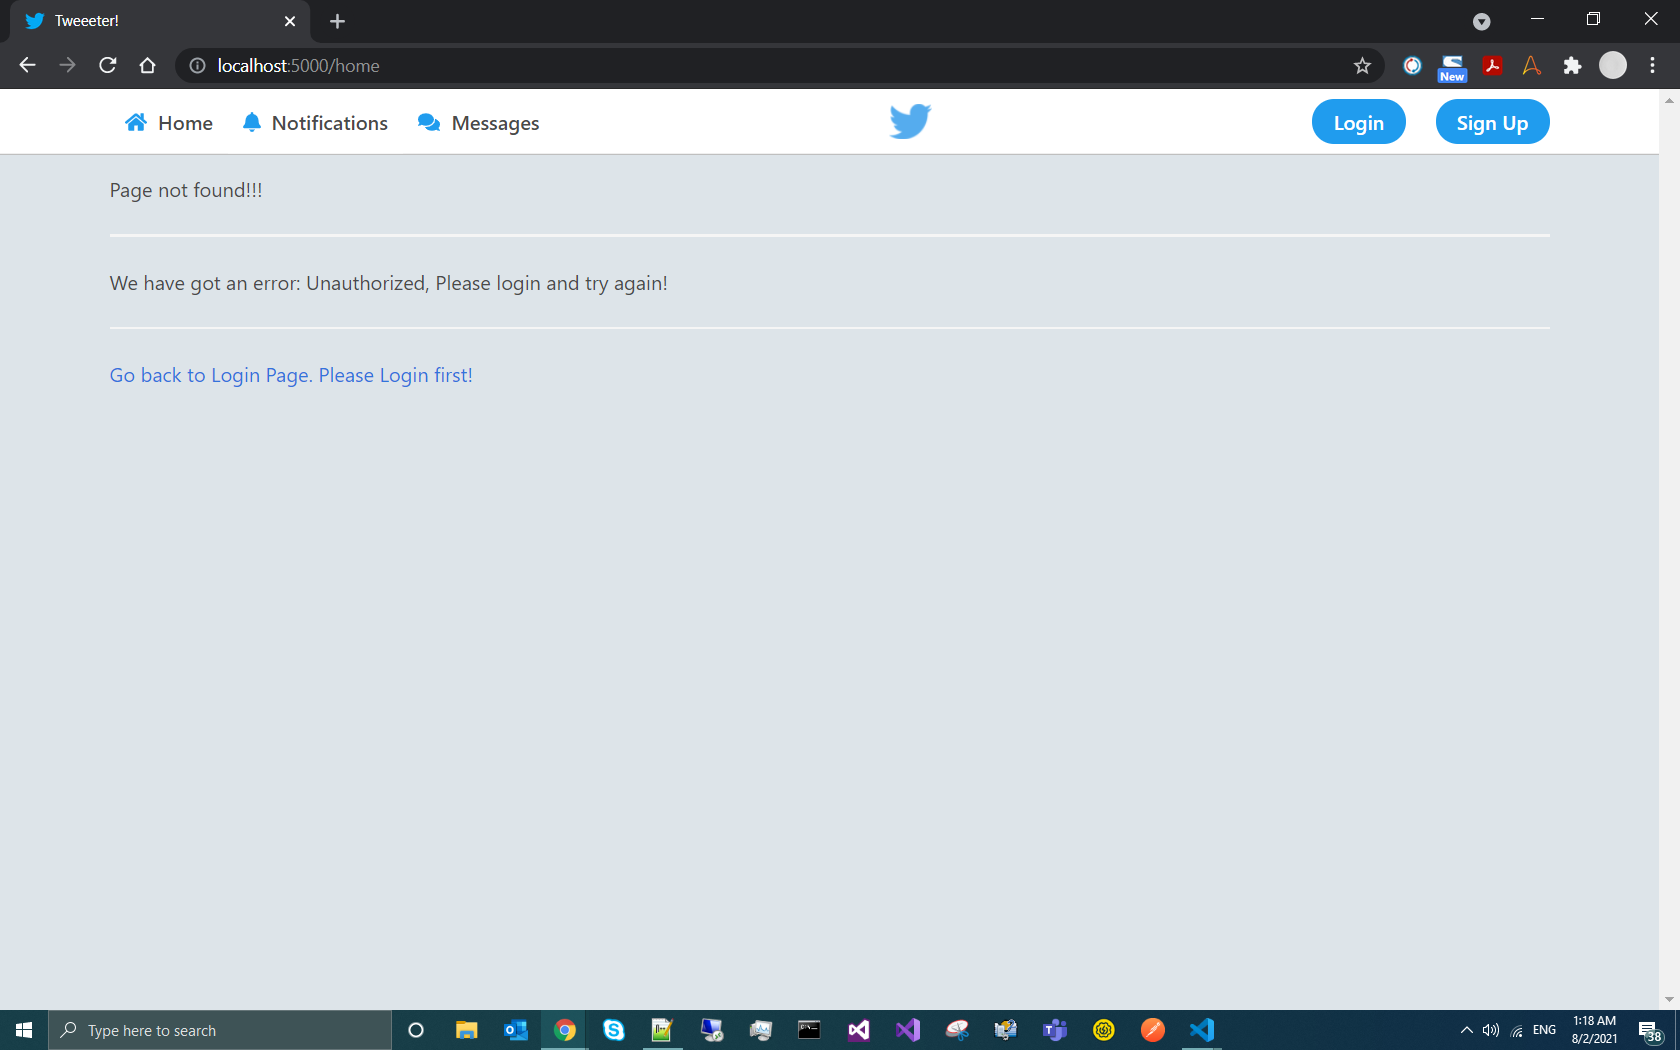 Tweeeter!
localhost:5000/home
New
Home
Notifications
Messages
Login
Sign Up
Page not found!!!
We have got an error: Unauthorized, Please login and try again!
Go back to Login Page. Please Login first!
Type here to search
ENG
1:18 AM
8/2/2021
38